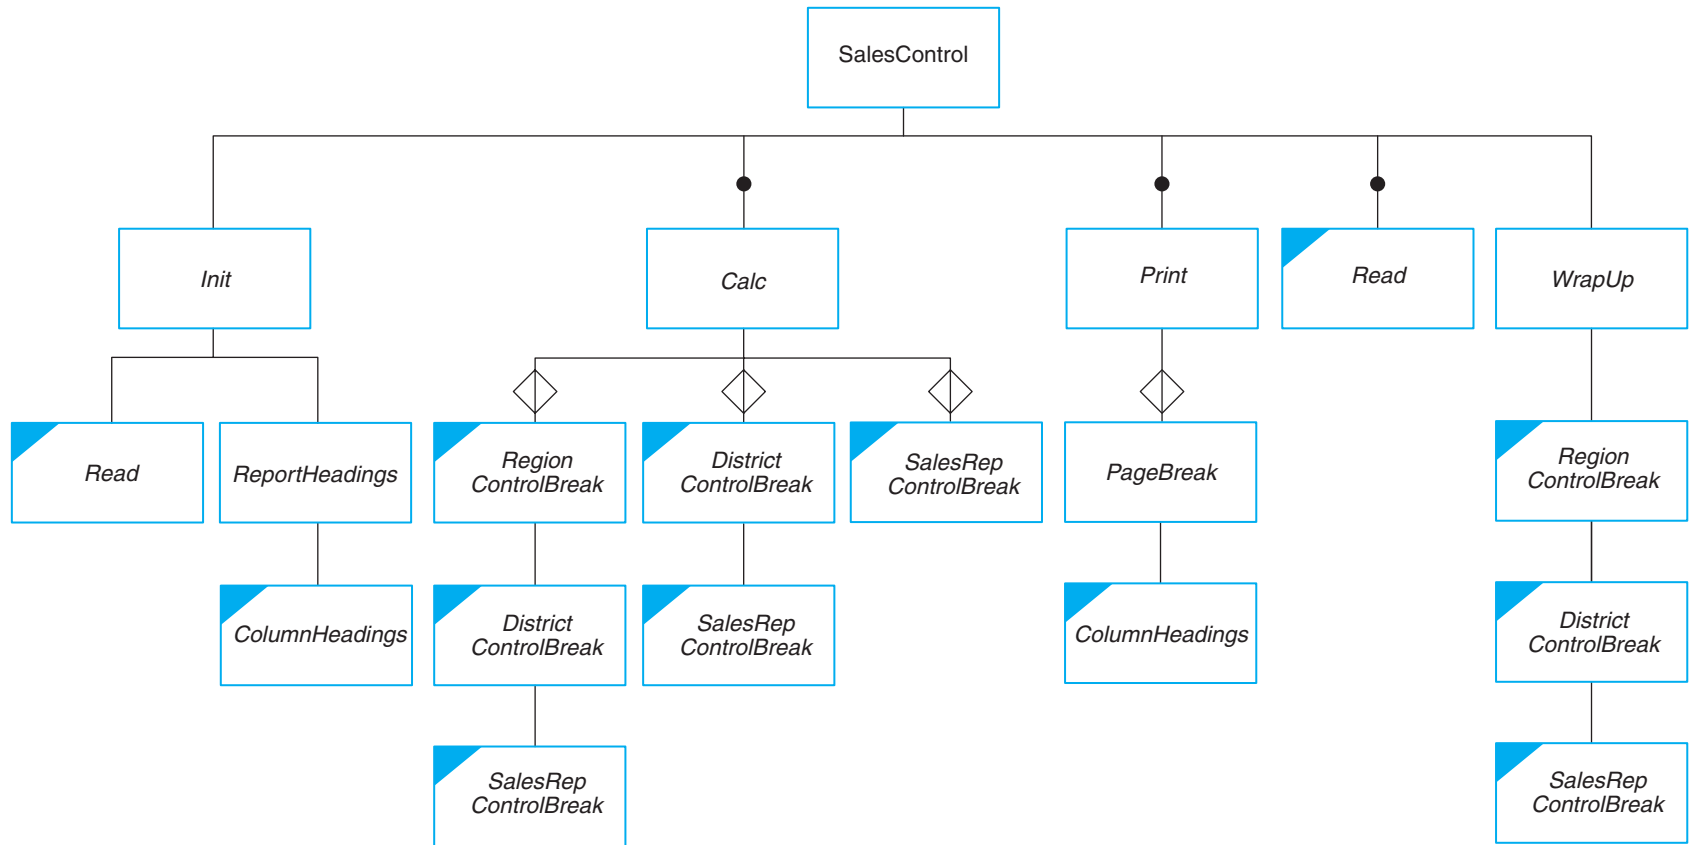 SalesControl
Init
Calc
Print
Read
WrapUp
Read
ReportHeadings
Region
ControlBreak
District
ControlBreak
SalesRep
ControlBreak
PageBreak
Region
ControlBreak
ColumnHeadings
District
ControlBreak
SalesRep
ControlBreak
ColumnHeadings
District
ControlBreak
SalesRep
ControlBreak
SalesRep
ControlBreak